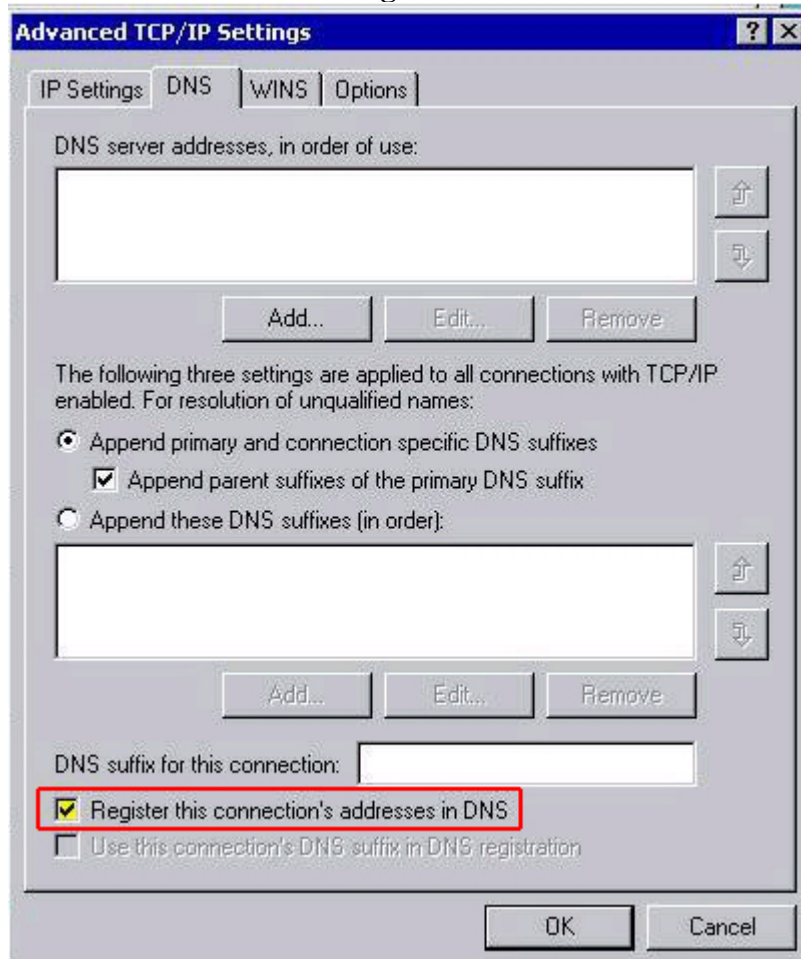 Advanced TCP/IP Settings
IP Settings DNS WINS Options
DNS server addresses, in order of use:
Add... Edit... Remove
The following three settings are applied to all connections with TCP/IP
enabled. For resolution of unqualified names:
Append primary and connection specific DNS suffixes
Append parent suffixes of the primary DNS suffix
Append these DNS suffixes (in order):
Add... Edit... Remove
DNS suffix for this connection:
Register this connection's addresses in DNS
Use this connection's DNS suffix in DNS registration
OK Cancel